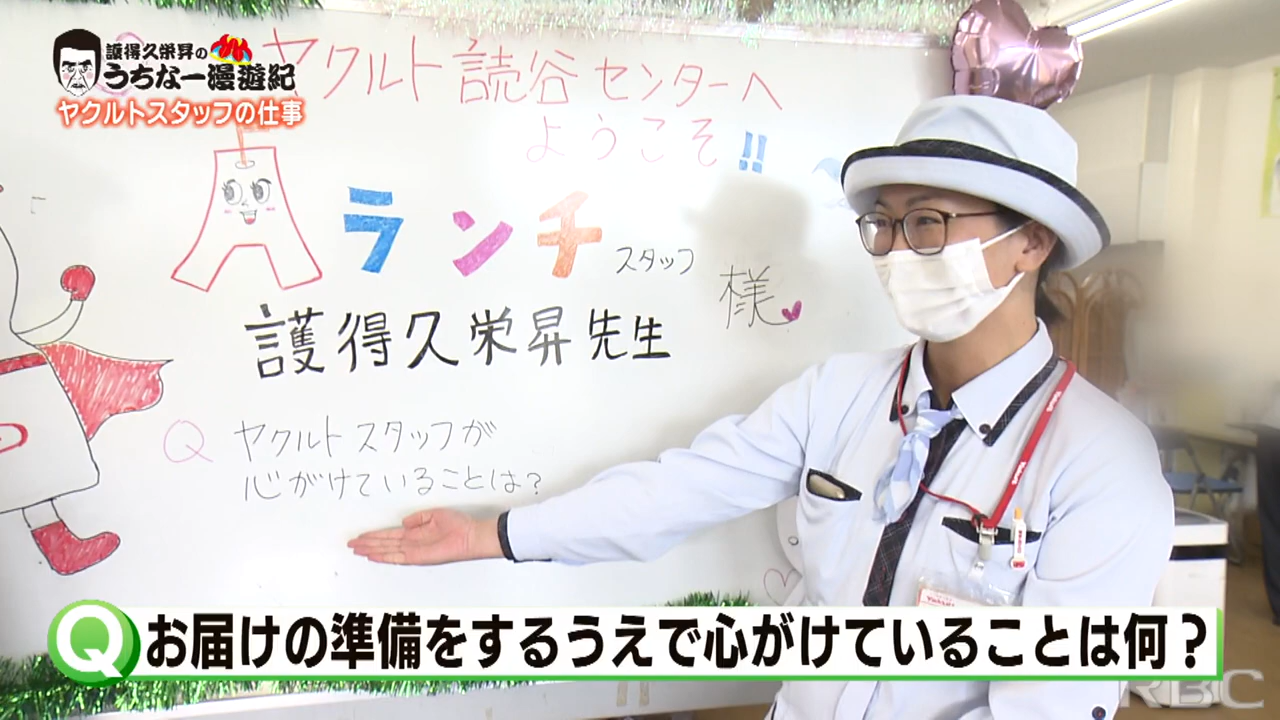 護得久栄昇の
うちなー漫遊紀
ヤクルトスタッフの仕事
ヤクルト読谷センターへ
ようこそ!!
ランチ
スタッフ
様
護得久栄昇先生
Q ヤクルトスタッフが
心がけていることは?
Yakult
Q お届けの準備をするうえで心がけていることは何?
RBC